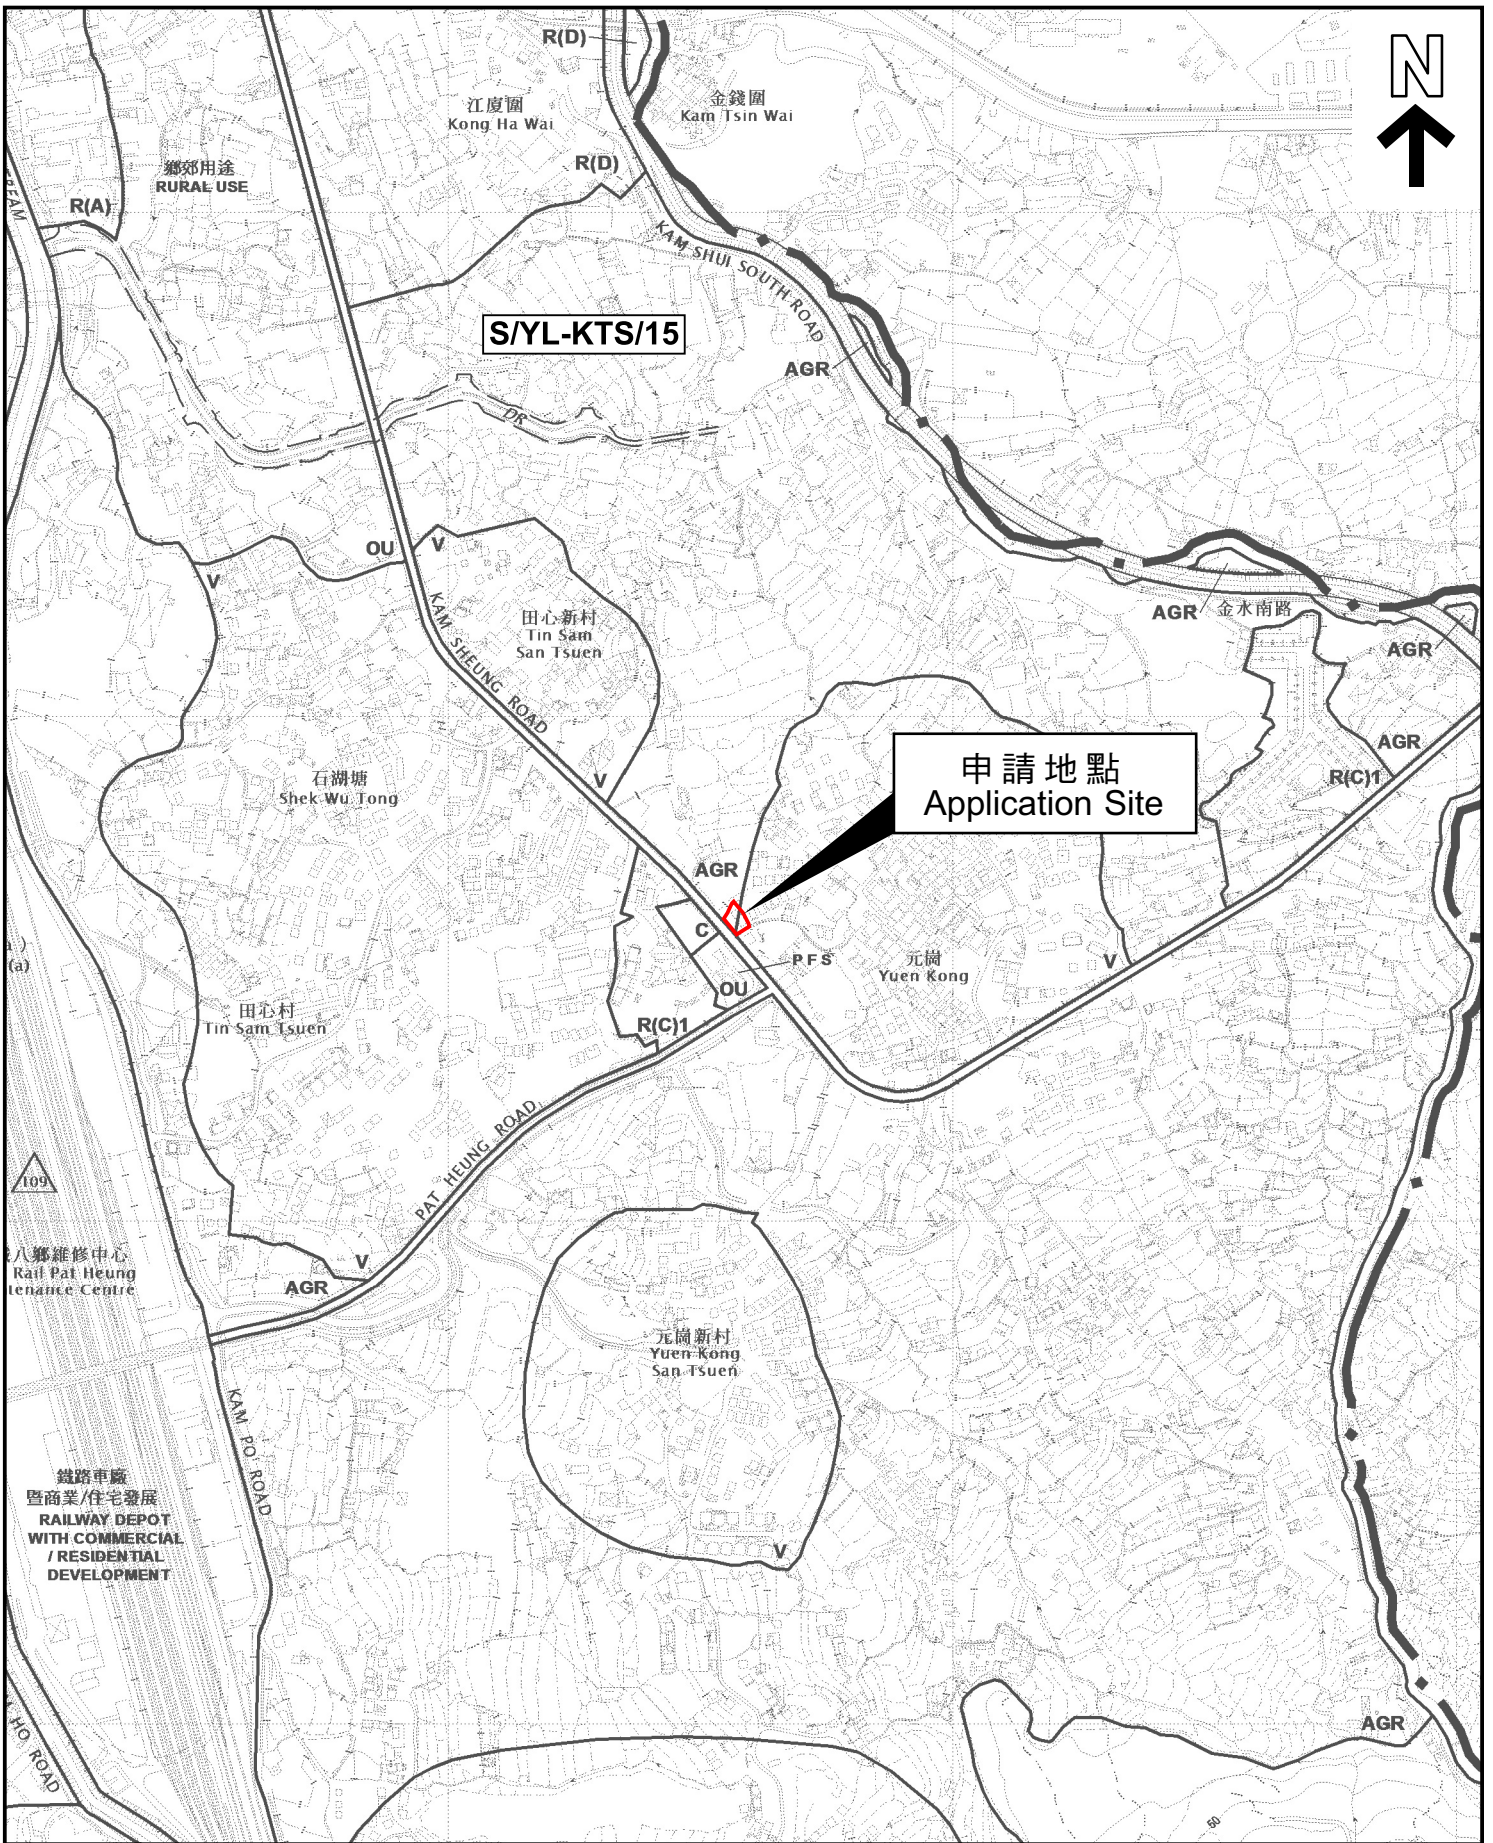 R(D)
N
江廈圍
Kong Ha Wai
金錢圍
Kam Tsin Wai
R(D)
鄉郊用途
RURAL USE
R(A)
KAM SHUI SOUTH ROAD
S/YL-KTS/15
AGR
DR
OU
V
V
KAM SHEUNG ROAD
田心新村
Tin Sam
San Tsuen
AGR
金水南路
AGR
AGR
R(C)1
V
石湖塘
Shek Wu Tong
申請地點
Application Site
AGR
C
P F S
OU
元崗
Yuen Kong
V
(a)
田心村
Tin Sam Tsuen
R(C)1
PAT HEUNG ROAD
109
八鄉維修中心
Rail Pat Heung
tenance Centre
V
AGR
元崗新村
Yuen Kong
San Tsuen
KAM PO ROAD
鐵路車廠
暨商業/住宅發展
RAILWAY DEPOT
WITH COMMERCIAL
/ RESIDENTIAL
DEVELOPMENT
V
HO ROAD
AGR
50